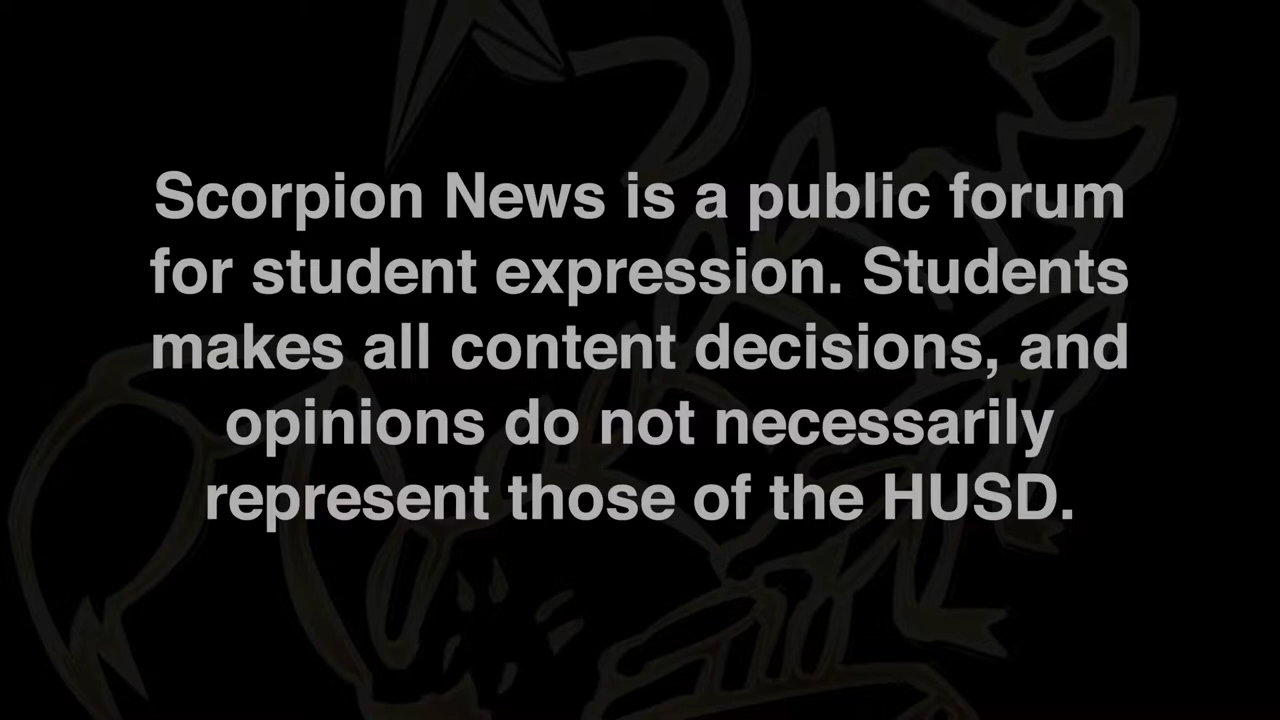 Scorpion News is a public forum
for student expression. Students
makes all content decisions, and
opinions do not necessarily
represent those of the HUSD.